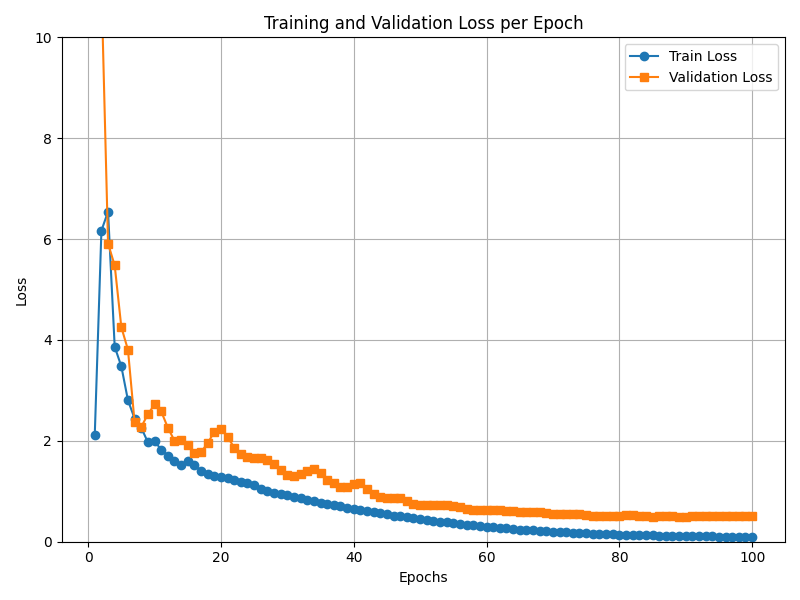 Training and Validation Loss per Epoch
Train Loss
Validation Loss
10
8
6
4
2
0
Loss
0 20 40 60 80 100
Epochs